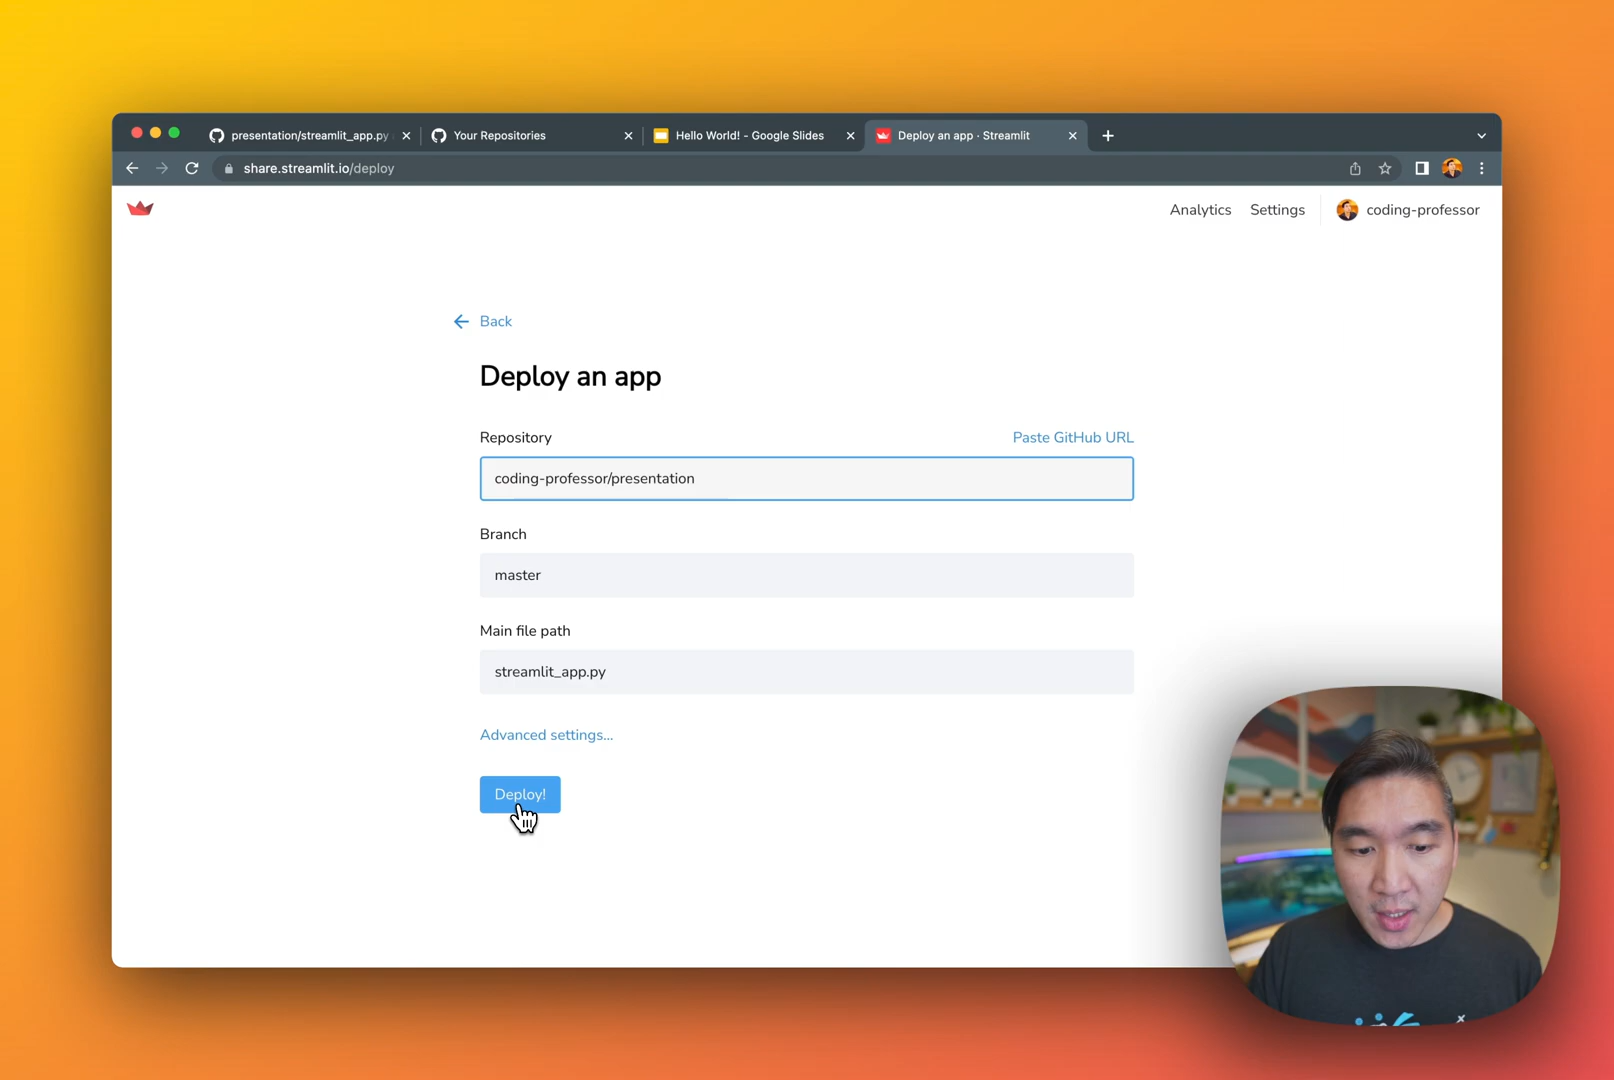 presentation/streamlit_app.py
Your Repositories
Hello World! - Google Slides
Deploy an app · Streamlit
share.streamlit.io/deploy
Analytics
Settings
coding-professor
Back
Deploy an app
Repository
Paste GitHub URL
coding-professor/presentation
Branch
master
Main file path
streamlit_app.py
Advanced settings...
Deploy!